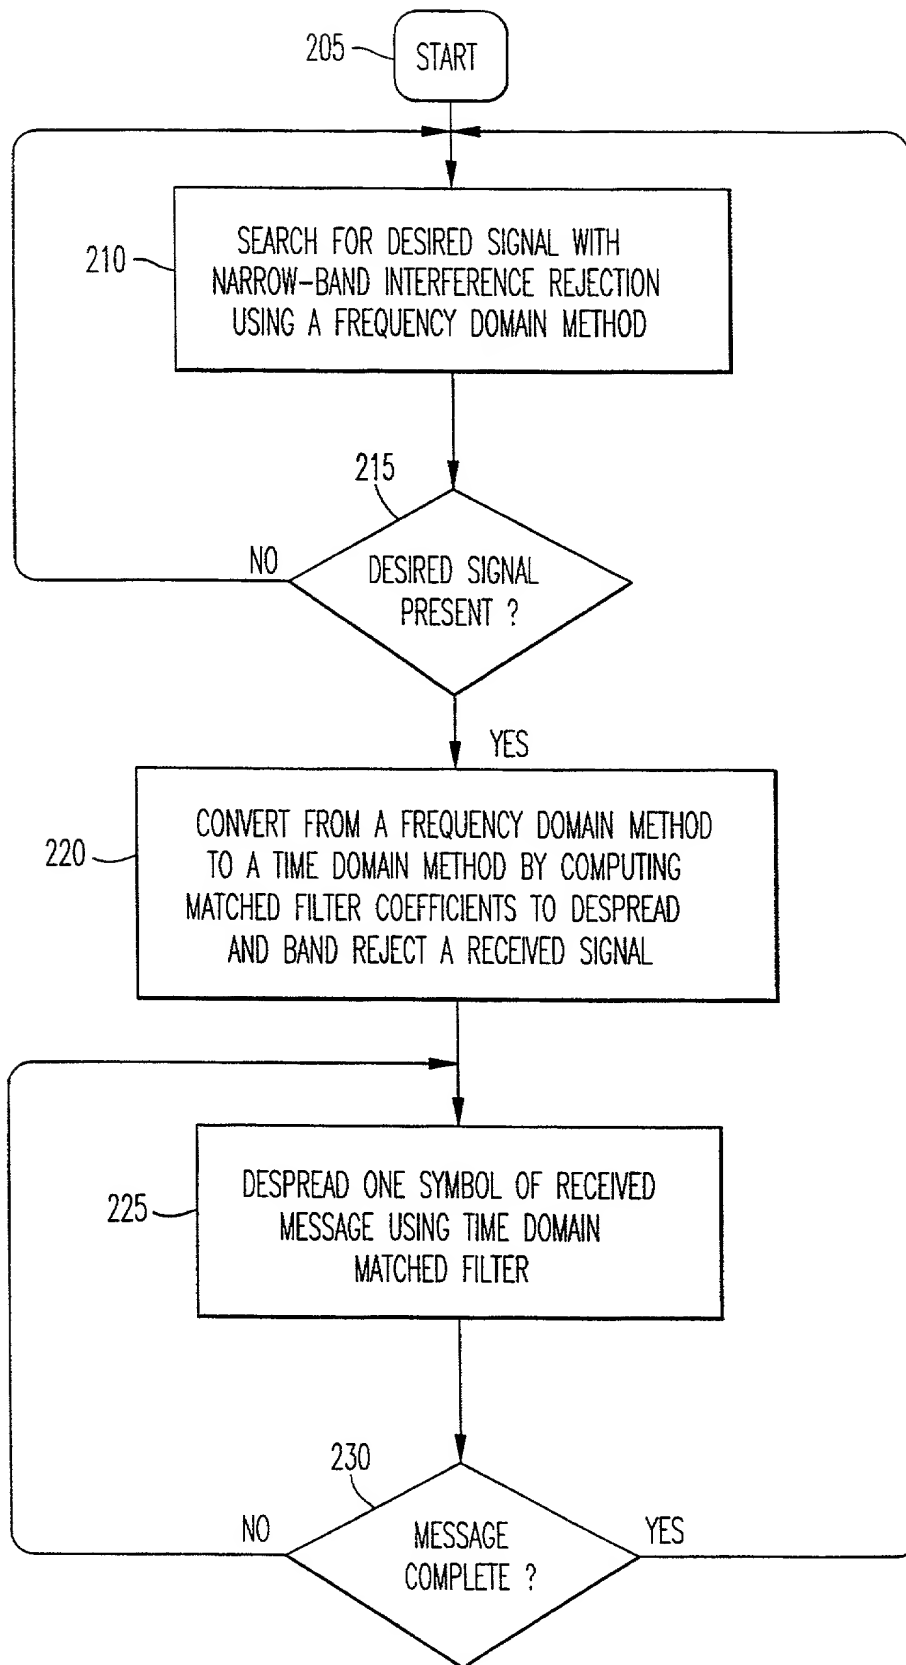 205
START
210
SEARCH FOR DESIRED SIGNAL WITH
NARROW-BAND INTERFERENCE REJECTION
USING A FREQUENCY DOMAIN METHOD
215
NO
DESIRED SIGNAL
PRESENT ?
YES
220
CONVERT FROM A FREQUENCY DOMAIN METHOD
TO A TIME DOMAIN METHOD BY COMPUTING
MATCHED FILTER COEFFICIENTS TO DESPREAD
AND BAND REJECT A RECEIVED SIGNAL
225
DESPREAD ONE SYMBOL OF RECEIVED
MESSAGE USING TIME DOMAIN
MATCHED FILTER
230
NO
MESSAGE
COMPLETE ?
YES